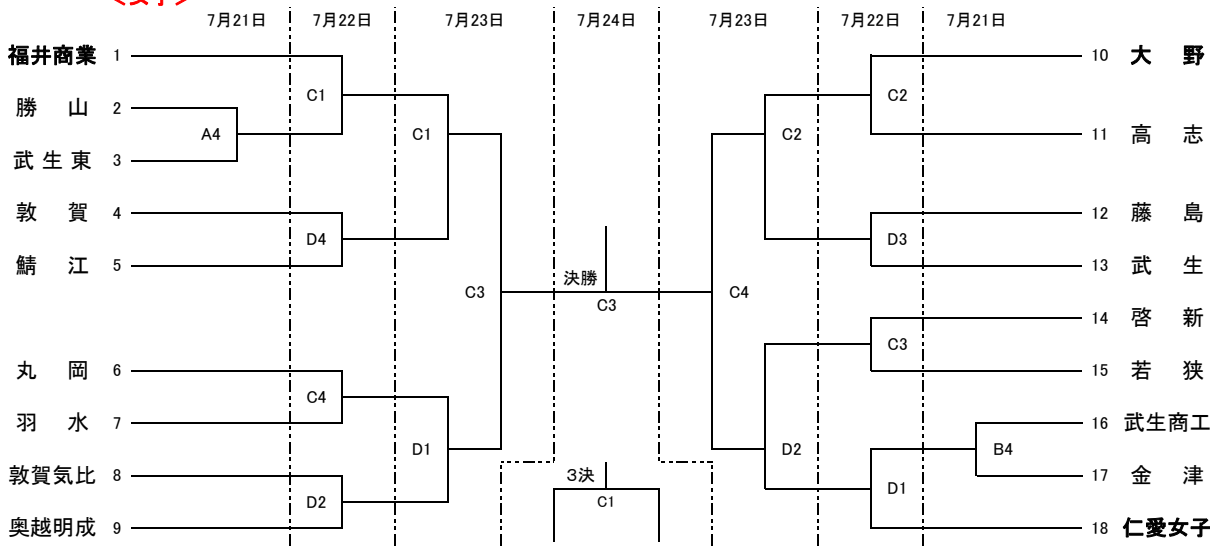 <女子>
7月21日 7月22日 7月23日 7月24日 7月23日 7月22日 7月21日
福井商業 1
10 大野
C1
C2
勝山 2
A4
C1
C2
11 高志
武生東 3
敦賀 4
12 藤島
D4
D3
鯖江 5
13 武生
決勝
C3
C3
C4
14 啓新
C3
丸岡 6
15 若狭
C4
羽水 7
16 武生商工
D1
D2
B4
敦賀気比 8
3決
17 金津
D2
C1
D1
奥越明成 9
18 仁愛女子